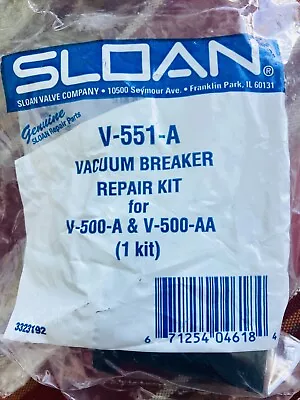 SLOAN®
SLOAN VALVE COMPANY • 10500 Seymour Ave. • Franklin Park, IL 60131
Genuine
SLOAN Repair Parts
V-551-A
VACUUM BREAKER
REPAIR KIT
for
V-500-A & V-500-AA
(1 kit)
3323192
6 71254 04618 4